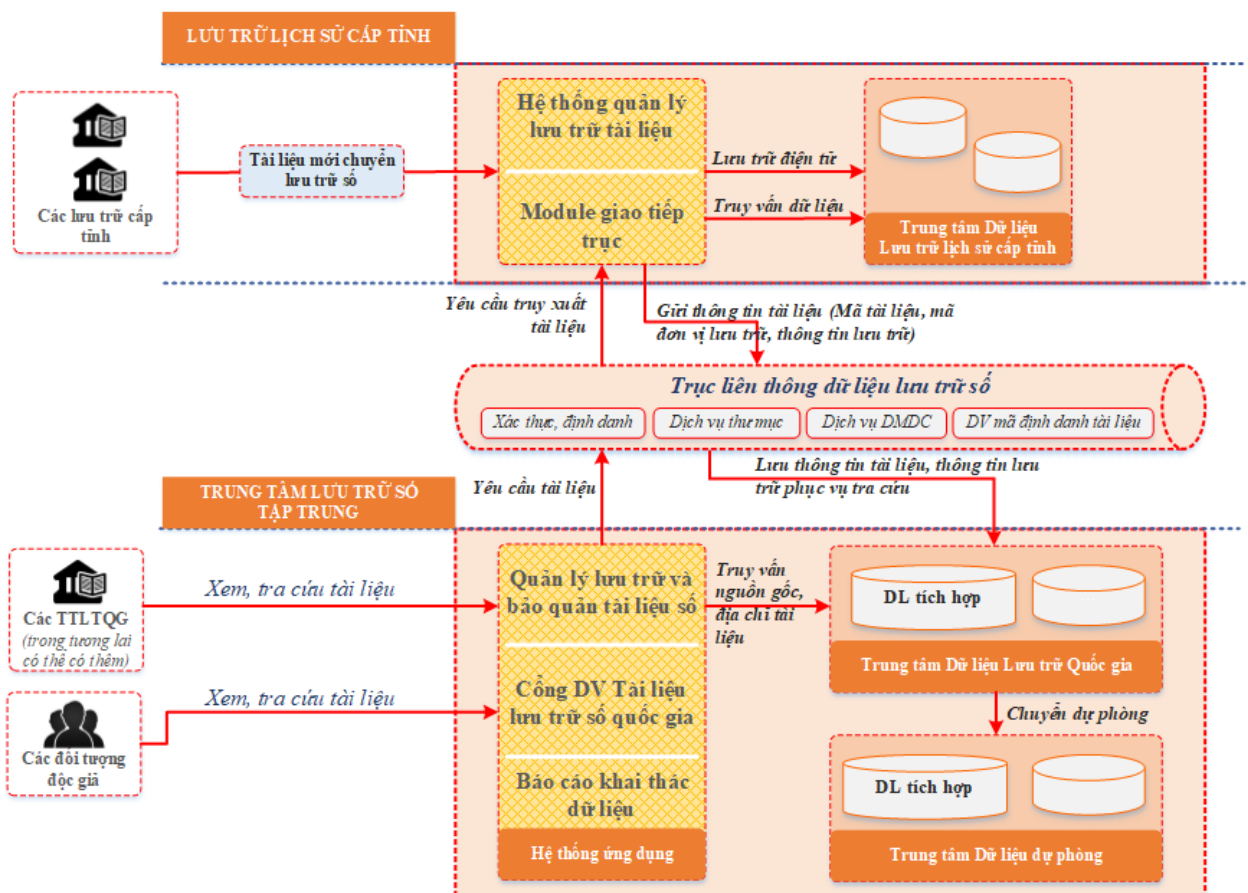 LƯU TRỮ LỊCH SỬ CẤP TỈNH
Các lưu trữ cấp
tỉnh
Tài liệu mới chuyển
lưu trữ số
Hệ thống quản lý
lưu trữ tài liệu
Module giao tiếp
trục
Lưu trữ điện tử
Truy vấn dữ liệu
Trung tâm Dữ liệu
Lưu trữ lịch sử cấp tỉnh
Yêu cầu truy xuất
tài liệu
Gửi thông tin tài liệu (Mã tài liệu, mã
đơn vị lưu trữ, thông tin lưu trữ)
Trục liên thông dữ liệu lưu trữ số
Xác thực, định danh
Dịch vụ thư mục
Dịch vụ DMDC
DV mã định danh tài liệu
Yêu cầu tài liệu
Lưu thông tin tài liệu, thông tin lưu
trữ phục vụ tra cứu
TRUNG TÂM LƯU TRỮ SỐ
TẬP TRUNG
Các TTLTQG
(trong tương lai
có thể có thêm)
Xem, tra cứu tài liệu
Các đối tượng
độc giả
Xem, tra cứu tài liệu
Quản lý lưu trữ và
bảo quản tài liệu số
Cổng DV Tài liệu
lưu trữ số quốc gia
Báo cáo khai thác
dữ liệu
Hệ thống ứng dụng
Truy vấn
nguồn gốc,
địa chỉ tài
liệu
DL tích hợp
Trung tâm Dữ liệu Lưu trữ Quốc gia
Chuyển dự phòng
DL tích hợp
Trung tâm Dữ liệu dự phòng